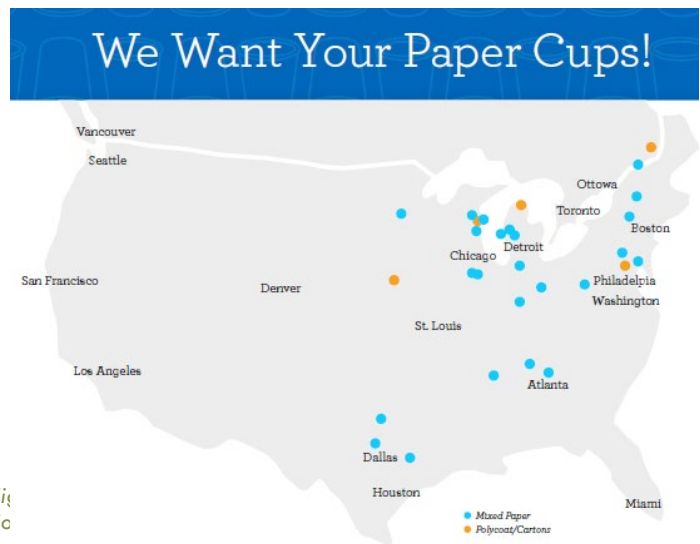 We Want Your Paper Cups!
Vancouver
Seattle
Ottowa
Toronto
Boston
Detroit
Chicago
San Francisco
Denver
Philadelpia
Washington
St. Louis
Los Angeles
Atlanta
Dallas
Houston
Miami
Mixed Paper
Polycoat/Cartons